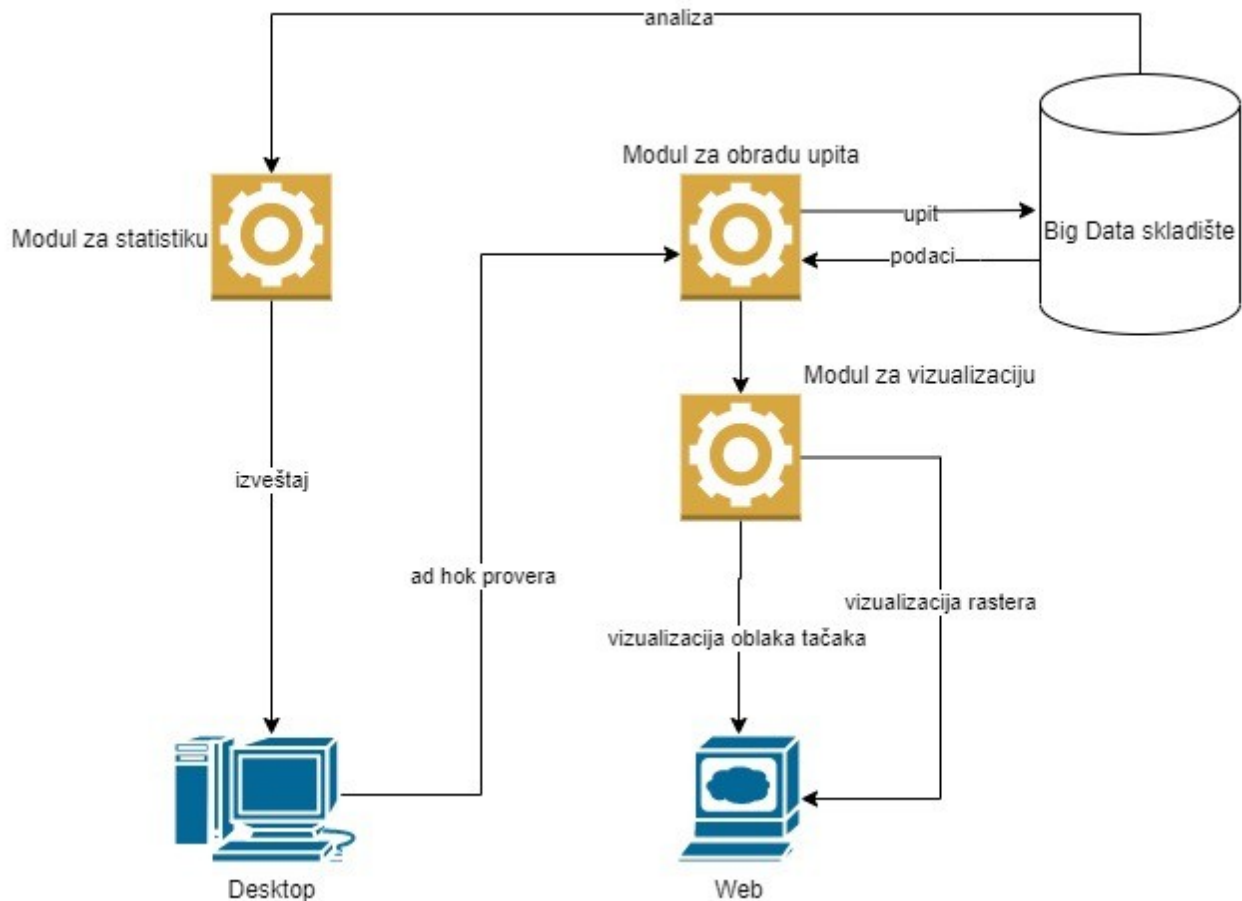 analiza
Modul za obradu upita
Modul za statistiku
upit
Big Data skladište
podaci
Modul za vizualizaciju
izveštaj
ad hok provera
vizualizacija rastera
vizualizacija oblaka tačaka
Desktop
Web